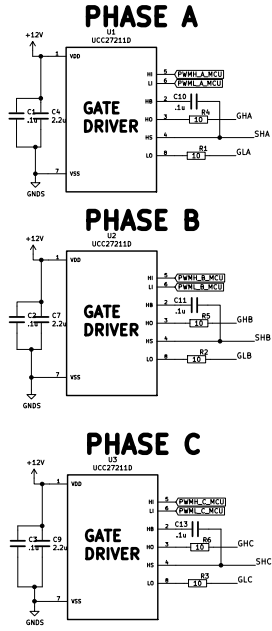 PHASE A
U1
UCC27211D
+12V
1 VDD
HI 5 PWMH_A_MCU
LI 6 PWML_A_MCU
C1 .1u
C4 2.2u
GATE
DRIVER
HB 2 C10 .1u
HO 3 R4 10 GHA
HS 4 SHA
LO 8 R1 10 GLA
7 VSS
GNDS
PHASE B
U2
UCC27211D
+12V
1 VDD
HI 5 PWMH_B_MCU
LI 6 PWML_B_MCU
C2 .1u
C7 2.2u
GATE
DRIVER
HB 2 C11 .1u
HO 3 R5 10 GHB
HS 4 SHB
LO 8 R2 10 GLB
7 VSS
GNDS
PHASE C
U3
UCC27211D
+12V
1 VDD
HI 5 PWMH_C_MCU
LI 6 PWML_C_MCU
C3 .1u
C9 2.2u
GATE
DRIVER
HB 2 C13 .1u
HO 3 R6 10 GHC
HS 4 SHC
LO 8 R3 10 GLC
7 VSS
GNDS